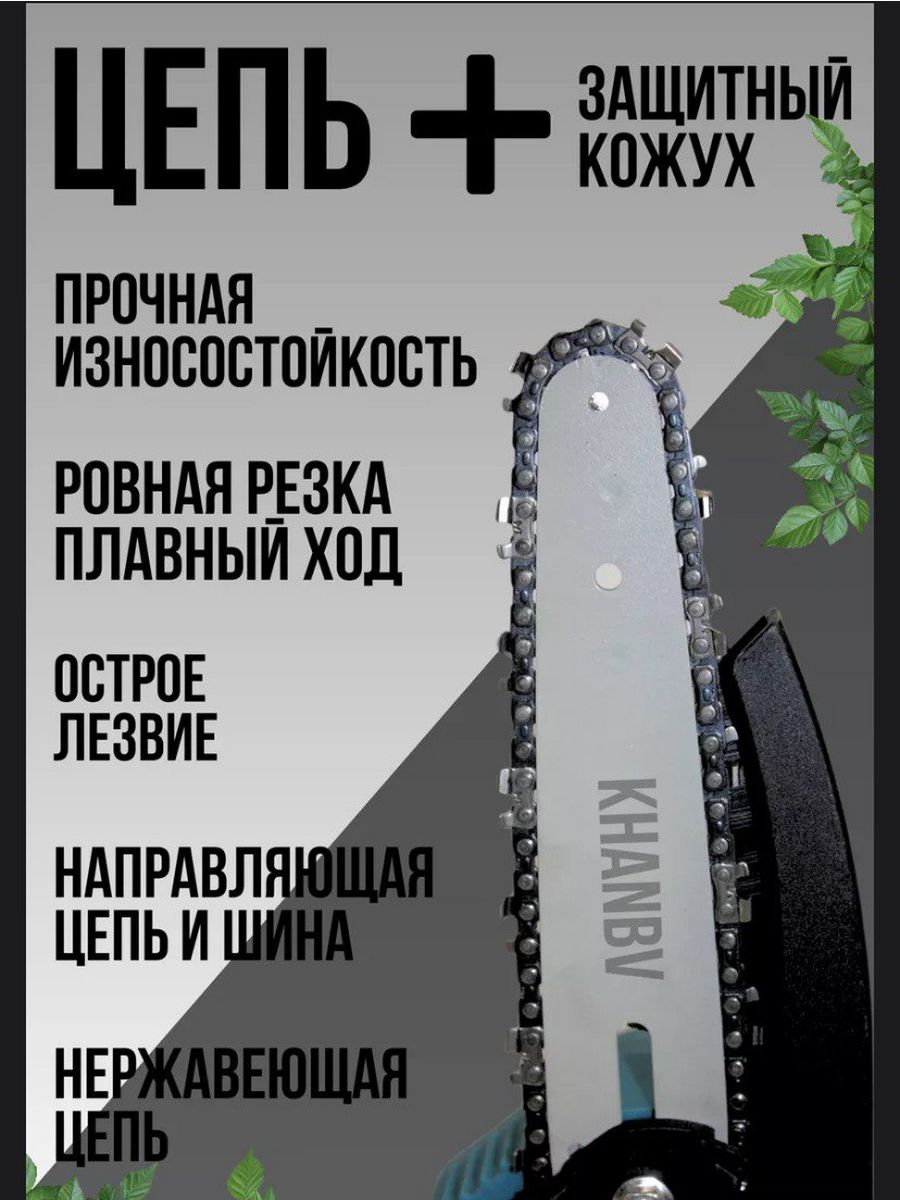 ЦЕПЬ +
ЗАЩИТНЫЙ
КОЖУХ
ПРОЧНАЯ
ИЗНОСОСТОЙКОСТЬ
РОВНАЯ РЕЗКА
ПЛАВНЫЙ ХОД
ОСТРОЕ
ЛЕЗВИЕ
НАПРАВЛЯЮЩАЯ
ЦЕПЬ И ШИНА
НЕРЖАВЕЮЩАЯ
ЦЕПЬ
KHANBV